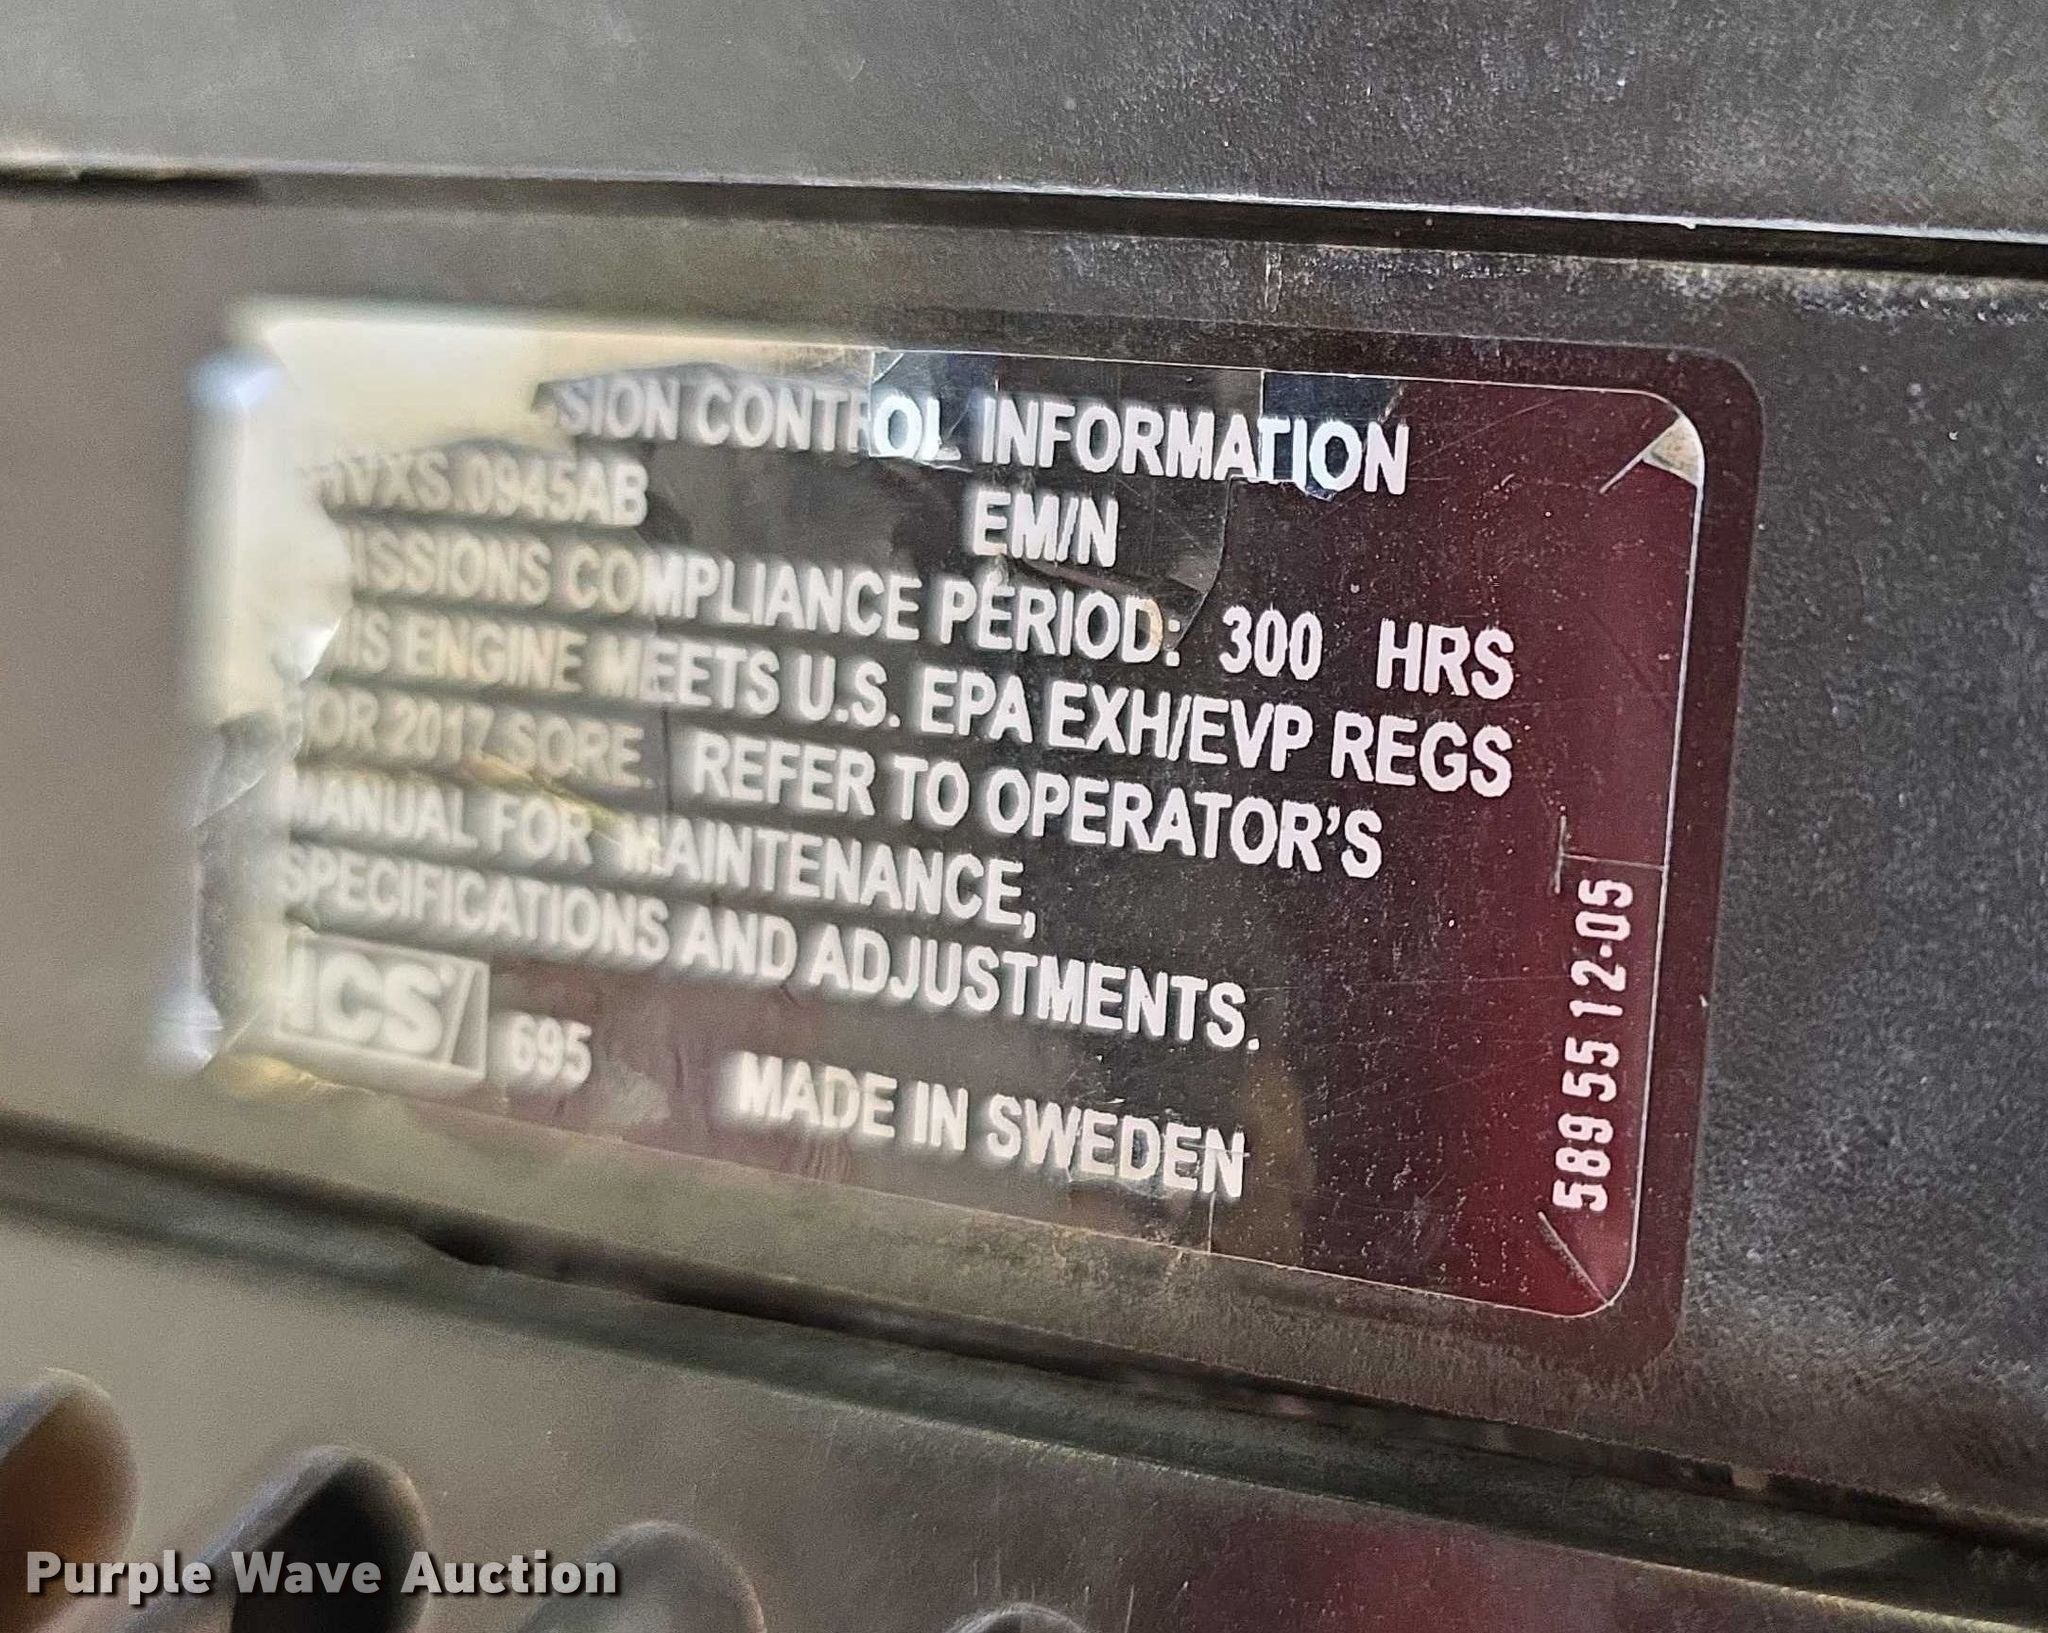 SION CONTROL INFORMATION
HVXS.0945AB EM/N
ISSIONS COMPLIANCE PERIOD: 300 HRS
IS ENGINE MEETS U.S. EPA EXH/EVP REGS
FOR 2017 SORE. REFER TO OPERATOR'S
MANUAL FOR MAINTENANCE,
SPECIFICATIONS AND ADJUSTMENTS.
ICS 695 MADE IN SWEDEN
589 55 12-05
Purple Wave Auction